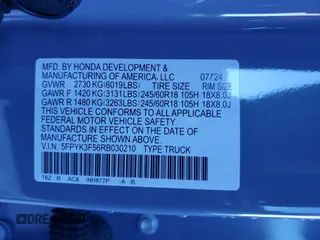 MFD. BY HONDA DEVELOPMENT &
MANUFACTURING OF AMERICA, LLC 07/24
GVWR 2730 KG (6019LBS) TIRE SIZE RIM SIZE
GAWR F 1420 KG(3131LBS) 245/60R18 105H 18X8.0J
GAWR R 1480 KG(3263LBS) 245/60R18 105H 18X8.0J
THIS VEHICLE CONFORMS TO ALL APPLICABLE
FEDERAL MOTOR VEHICLE SAFETY STANDARDS
IN EFFECT ON THE DATE OF MANUFACTURE
SHOWN ABOVE.
V.I.N. 5FPYK3F56RB030210 TYPE:TRUCK
T6Z R AC8 NH877P -A -B